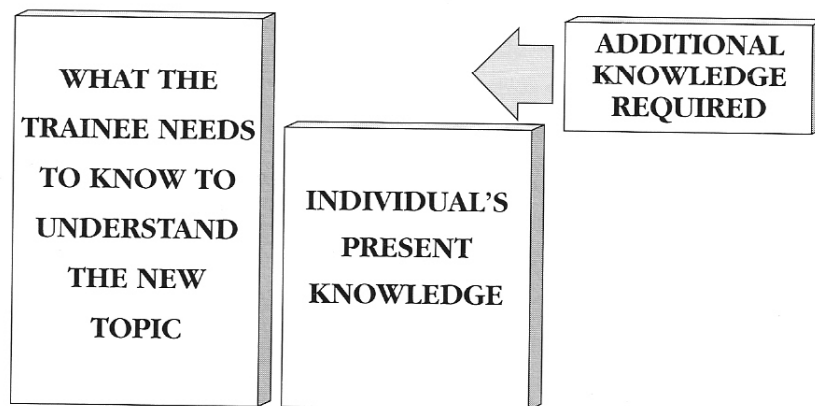 WHAT THE
TRAINEE NEEDS
TO KNOW TO
UNDERSTAND
THE NEW
TOPIC
INDIVIDUAL'S
PRESENT
KNOWLEDGE
ADDITIONAL
KNOWLEDGE
REQUIRED